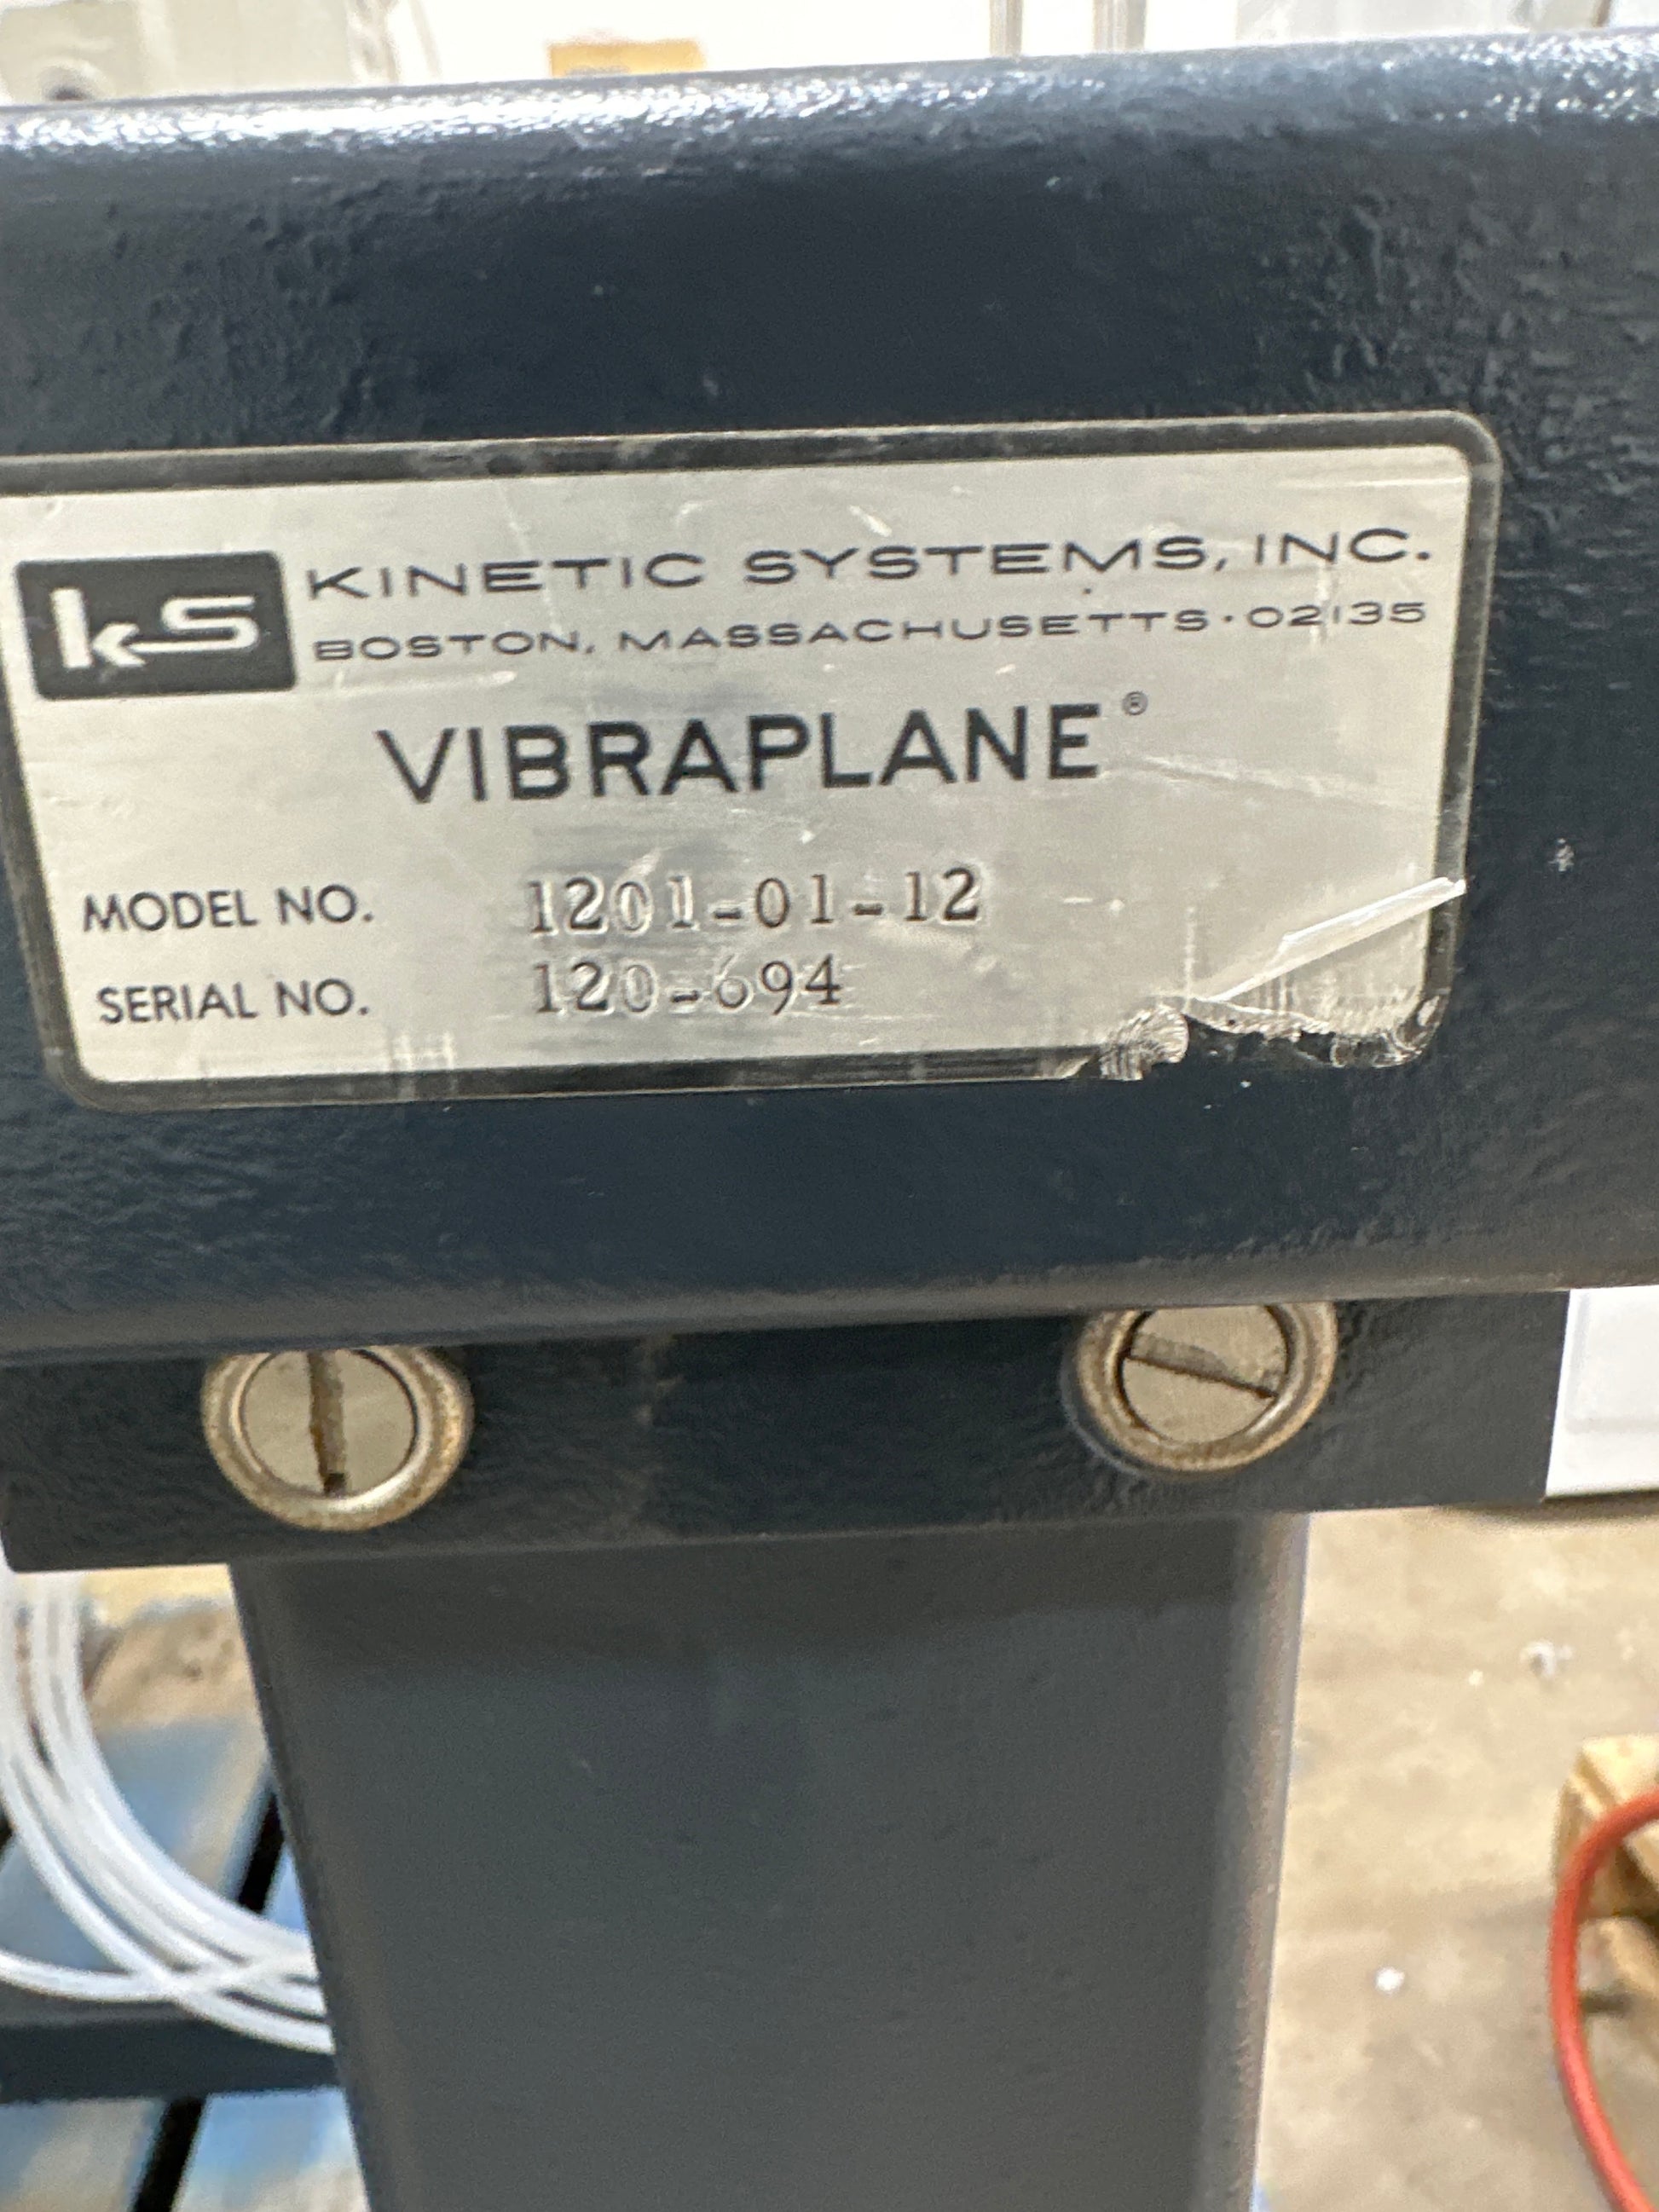 ks KINETIC SYSTEMS, INC.
BOSTON, MASSACHUSETTS · 02135
VIBRAPLANE®
MODEL NO. 1201-01-12
SERIAL NO. 120-694